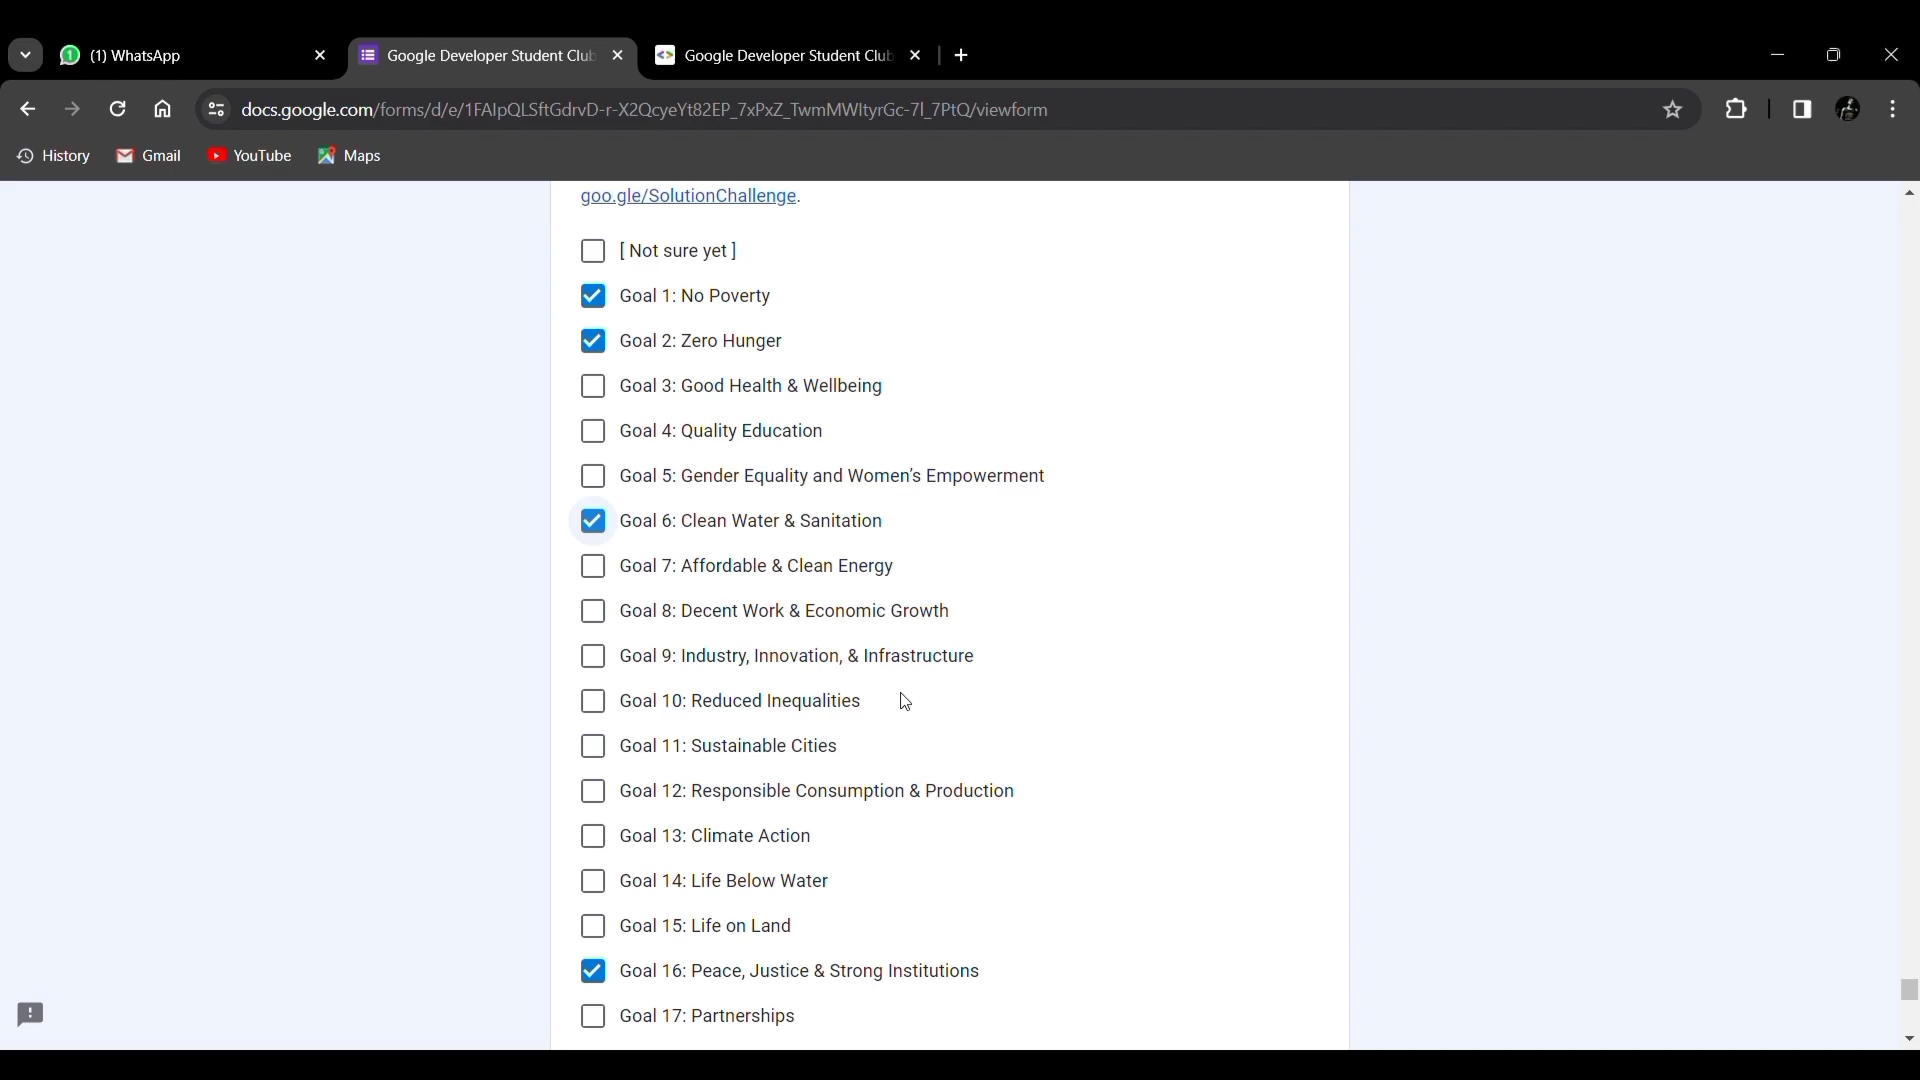 (1) WhatsApp
Google Developer Student Club
Google Developer Student Club
docs.google.com/forms/d/e/1FAIpQLSftGdrvD-r-X2QcyeYt82EP_7xPxZ_TwmMWItyrGc-7l_7PtQ/viewform
History
Gmail
YouTube
Maps
goo.gle/SolutionChallenge.
[ Not sure yet ]
Goal 1: No Poverty
Goal 2: Zero Hunger
Goal 3: Good Health & Wellbeing
Goal 4: Quality Education
Goal 5: Gender Equality and Women’s Empowerment
Goal 6: Clean Water & Sanitation
Goal 7: Affordable & Clean Energy
Goal 8: Decent Work & Economic Growth
Goal 9: Industry, Innovation, & Infrastructure
Goal 10: Reduced Inequalities
Goal 11: Sustainable Cities
Goal 12: Responsible Consumption & Production
Goal 13: Climate Action
Goal 14: Life Below Water
Goal 15: Life on Land
Goal 16: Peace, Justice & Strong Institutions
Goal 17: Partnerships